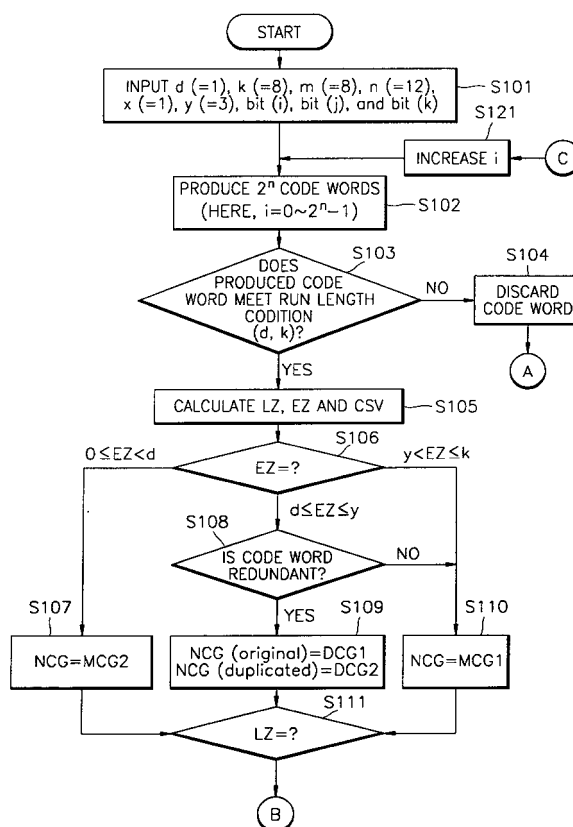 START
INPUT d (=1), k (=8), m (=8), n (=12),
x (=1), y (=3), bit (i), bit (j), and bit (k)
S101
S121
INCREASE i
C
PRODUCE 2ⁿ CODE WORDS
(HERE, i=0~2ⁿ-1)
S102
S103
DOES
PRODUCED CODE
WORD MEET RUN LENGTH
CODITION
(d, k)?
NO
S104
DISCARD
CODE WORD
A
YES
CALCULATE LZ, EZ AND CSV
S105
S106
0≤EZ<d
EZ=?
y<EZ≤k
d≤EZ≤y
S108
IS CODE WORD
REDUNDANT?
NO
YES
S107
NCG=MCG2
S109
NCG (original)=DCG1
NCG (duplicated)=DCG2
S110
NCG=MCG1
S111
LZ=?
B